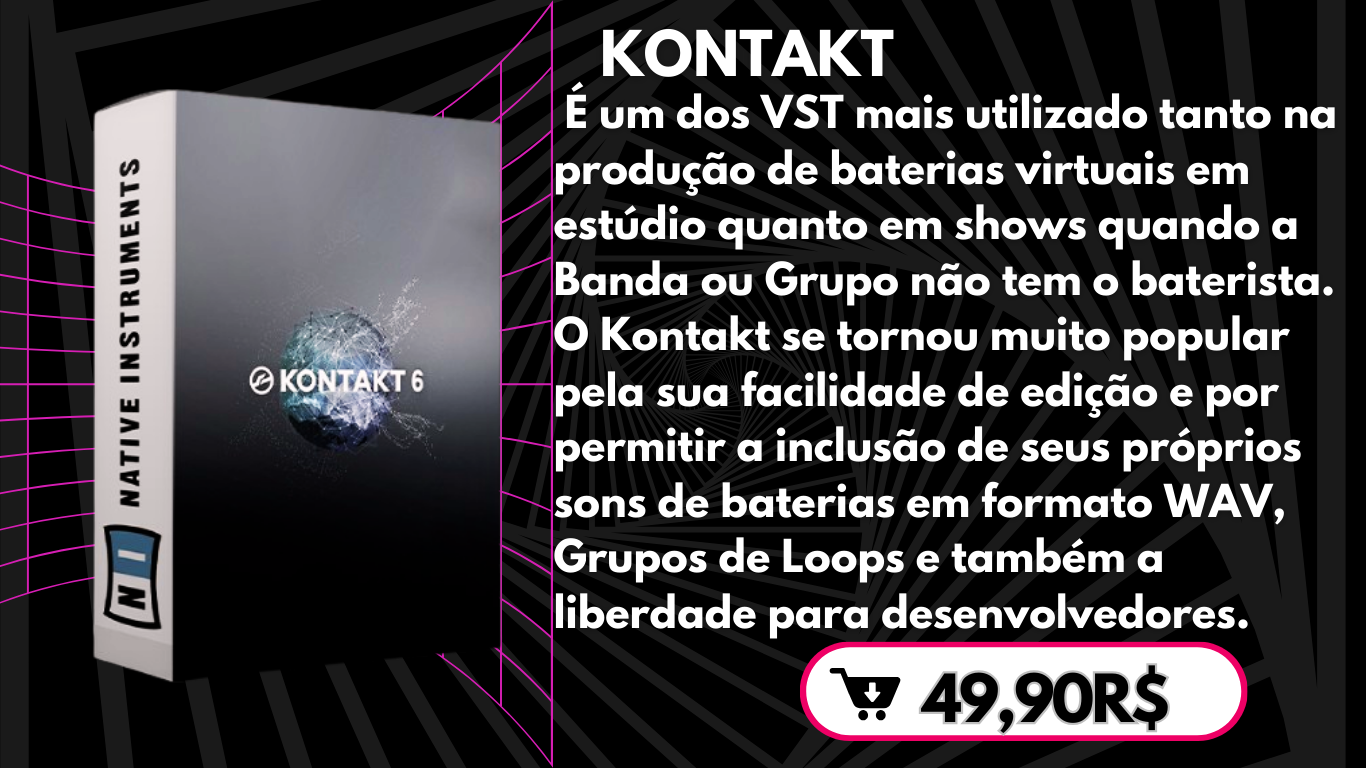 KONTAKT
É um dos VST mais utilizado tanto na
produção de baterias virtuais em
estúdio quanto em shows quando a
Banda ou Grupo não tem o baterista.
O Kontakt se tornou muito popular
pela sua facilidade de edição e por
permitir a inclusão de seus próprios
sons de baterias em formato WAV,
Grupos de Loops e também a
liberdade para desenvolvedores.
49,90R$
NATIVE INSTRUMENTS
NI
KONTAKT 6